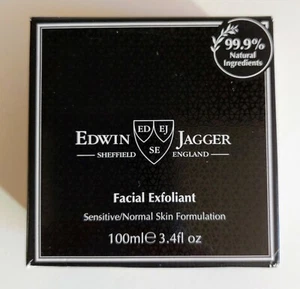 99.9%
Natural
Ingredients
ED EJ
SE
EDWIN JAGGER
SHEFFIELD ENGLAND
Facial Exfoliant
Sensitive/Normal Skin Formulation
100ml℮ 3.4fl oz